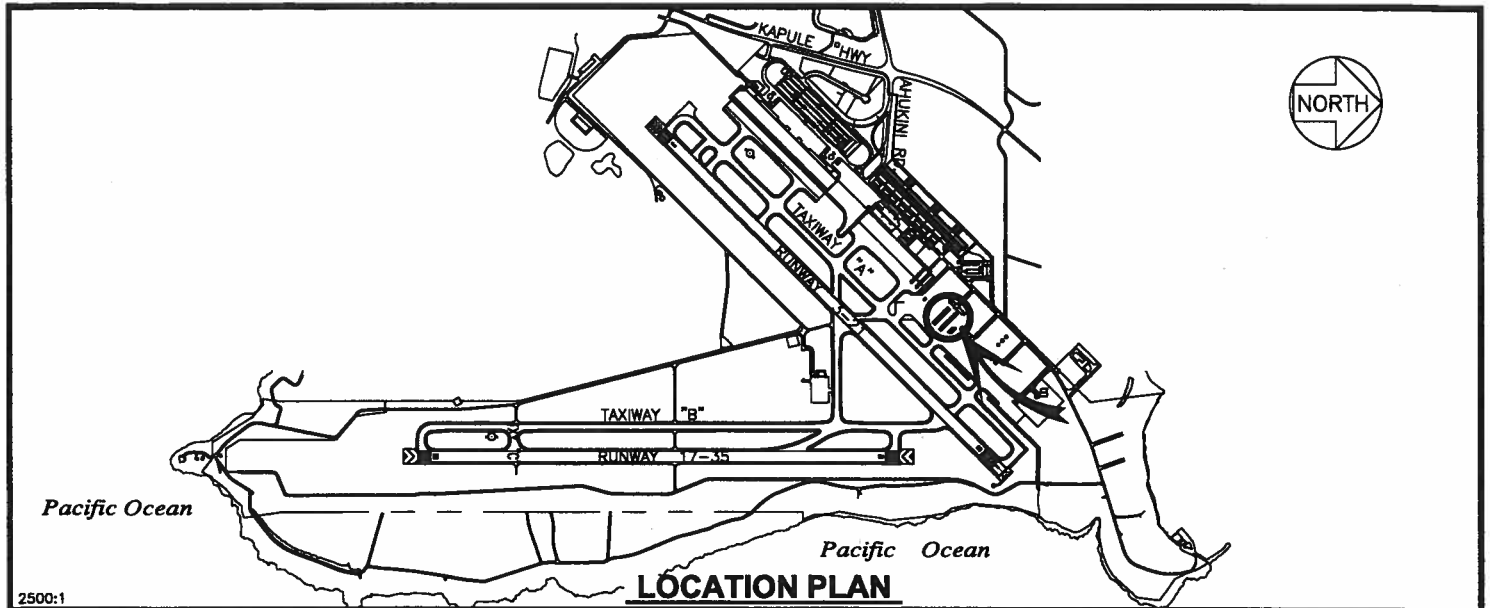 KAPULE HWY
AHUKINI RD
NORTH
TAXIWAY "A"
RUNWAY
TAXIWAY "B"
RUNWAY 17-35
Pacific Ocean
Pacific Ocean
LOCATION PLAN
2500:1